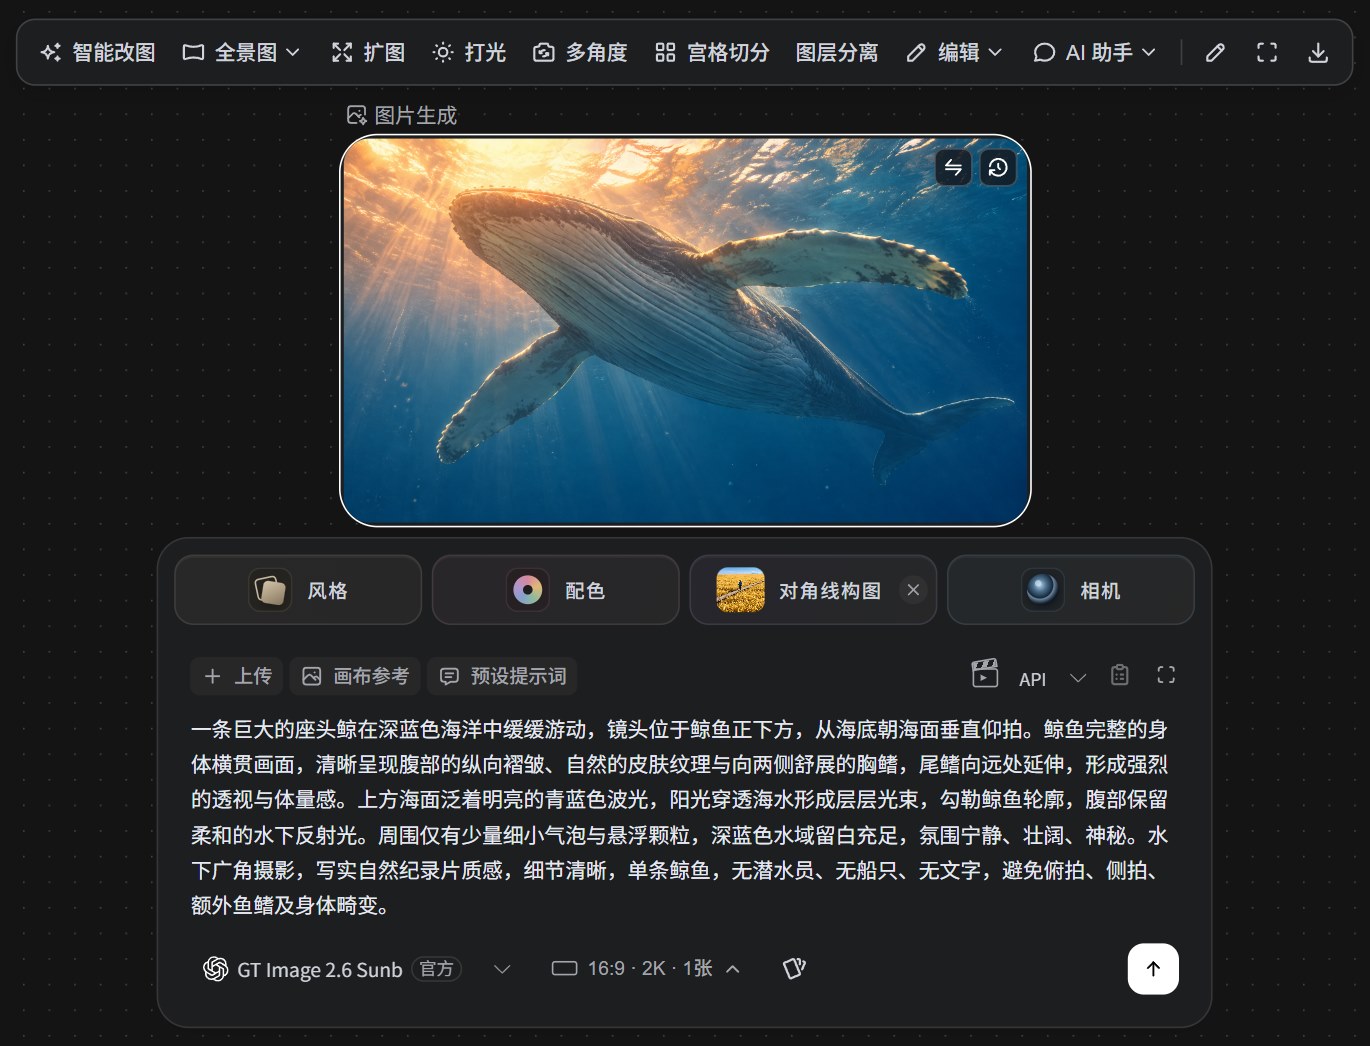 智能改图 全景图 扩图 打光 多角度 宫格切分 图层分离 编辑 AI 助手
图片生成
风格 配色 对角线构图 相机
上传 画布参考 预设提示词 API
一条巨大的座头鲸在深蓝色海洋中缓缓游动，镜头位于鲸鱼正下方，从海底朝海面垂直仰拍。鲸鱼完整的身
体横贯画面，清晰呈现腹部的纵向褶皱、自然的皮肤纹理与向两侧舒展的胸鳍，尾鳍向远处延伸，形成强烈
的透视与体量感。上方海面泛着明亮的青蓝色波光，阳光穿透海水形成层层光束，勾勒鲸鱼轮廓，腹部保留
柔和的水下反射光。周围仅有少量细小气泡与悬浮颗粒，深蓝色水域留白充足，氛围宁静、壮阔、神秘。水
下广角摄影，写实自然纪录片质感，细节清晰，单条鲸鱼，无潜水员、无船只、无文字，避免俯拍、侧拍、
额外鱼鳍及身体畸变。
GT Image 2.6 Sunb 官方 16:9 · 2K · 1张